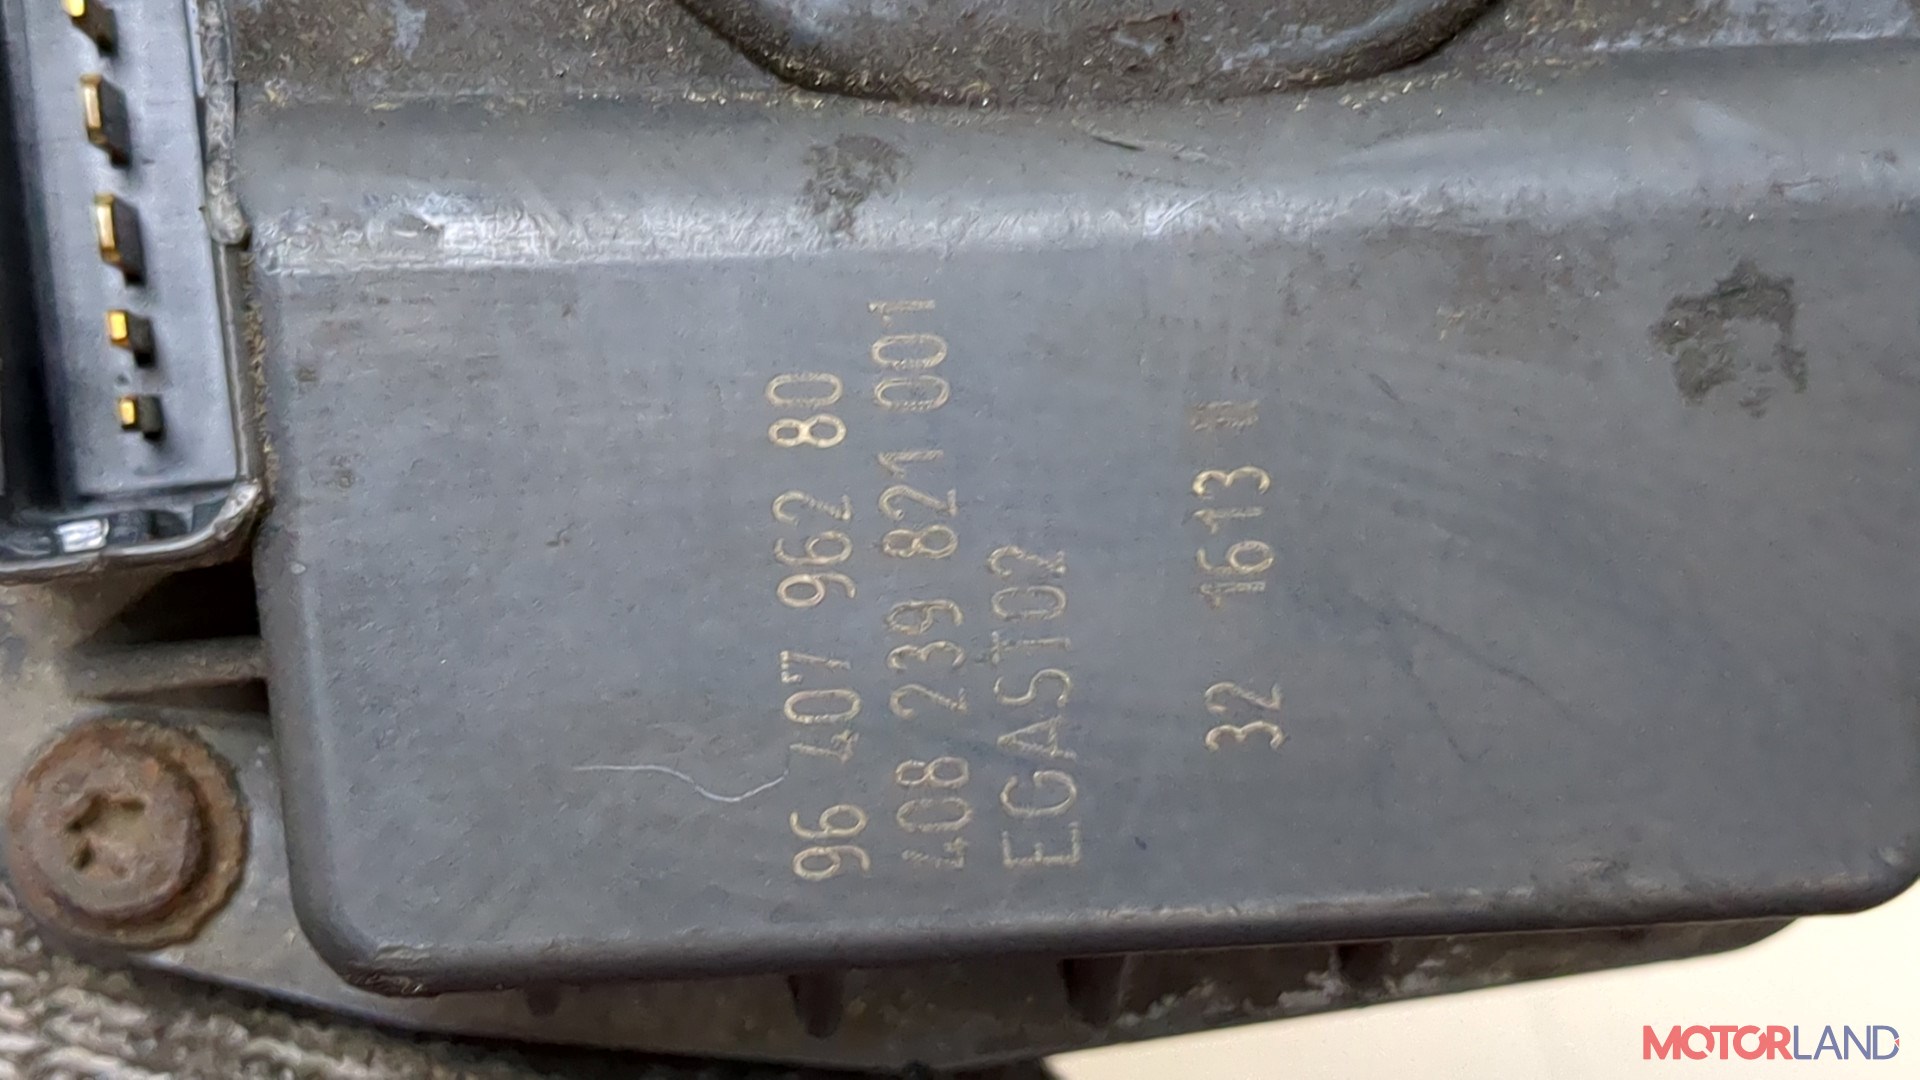 96 407 962 80
408 239 821 001
EGAST02
32 1613
MOTORLAND